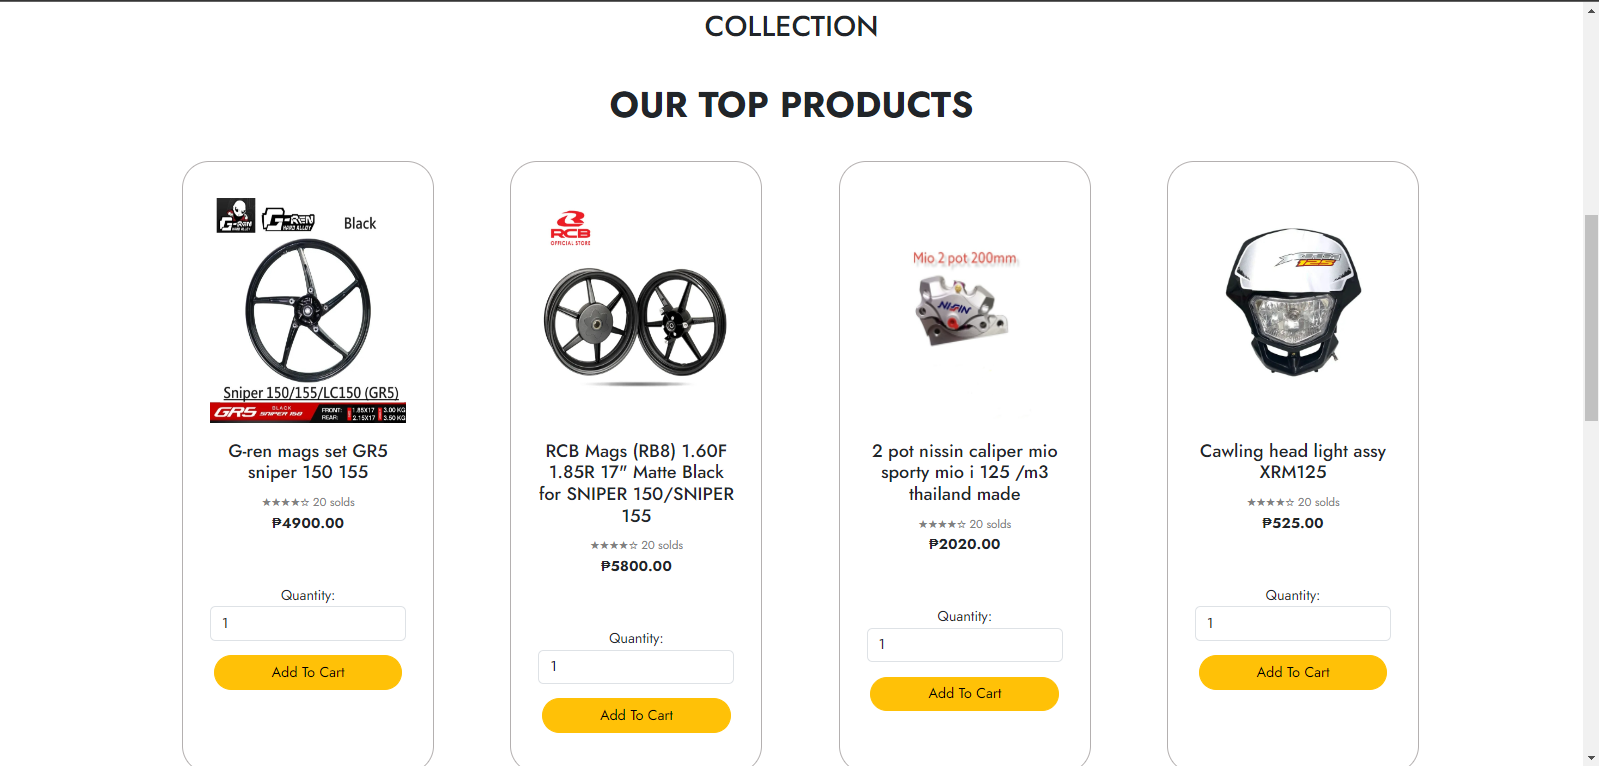 COLLECTION
OUR TOP PRODUCTS
G-REN
HARD ALLOY
G-REN
HARD ALLOY
Black
Sniper 150/155/LC150 (GR5)
GR5
BLACK
SNIPER 150
FRONT: 1.85X17 3.00 KG
REAR: 2.15X17 3.50 KG
G-ren mags set GR5
sniper 150 155
★★★★☆ 20 solds
₱4900.00
Quantity:
1
Add To Cart
RCB
OFFICIAL STORE
RCB Mags (RB8) 1.60F
1.85R 17" Matte Black
for SNIPER 150/SNIPER
155
★★★★☆ 20 solds
₱5800.00
Quantity:
1
Add To Cart
Mio 2 pot 200mm
NISSIN
2 pot nissin caliper mio
sporty mio i 125 /m3
thailand made
★★★★☆ 20 solds
₱2020.00
Quantity:
1
Add To Cart
125
Cawling head light assy
XRM125
★★★★☆ 20 solds
₱525.00
Quantity:
1
Add To Cart